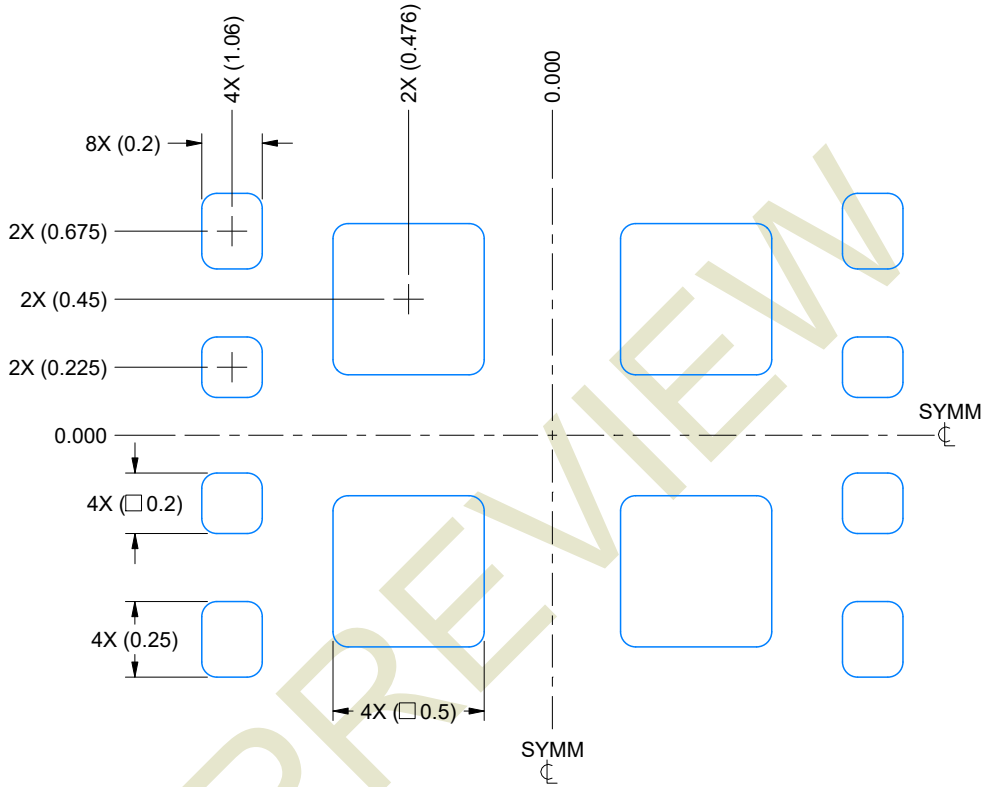 4X (1.06)
2X (0.476)
0.000
8X (0.2)
2X (0.675)
2X (0.45)
2X (0.225)
0.000
SYMM
℄
4X (□ 0.2)
4X (0.25)
4X (□ 0.5)
SYMM
℄
PREVIEW